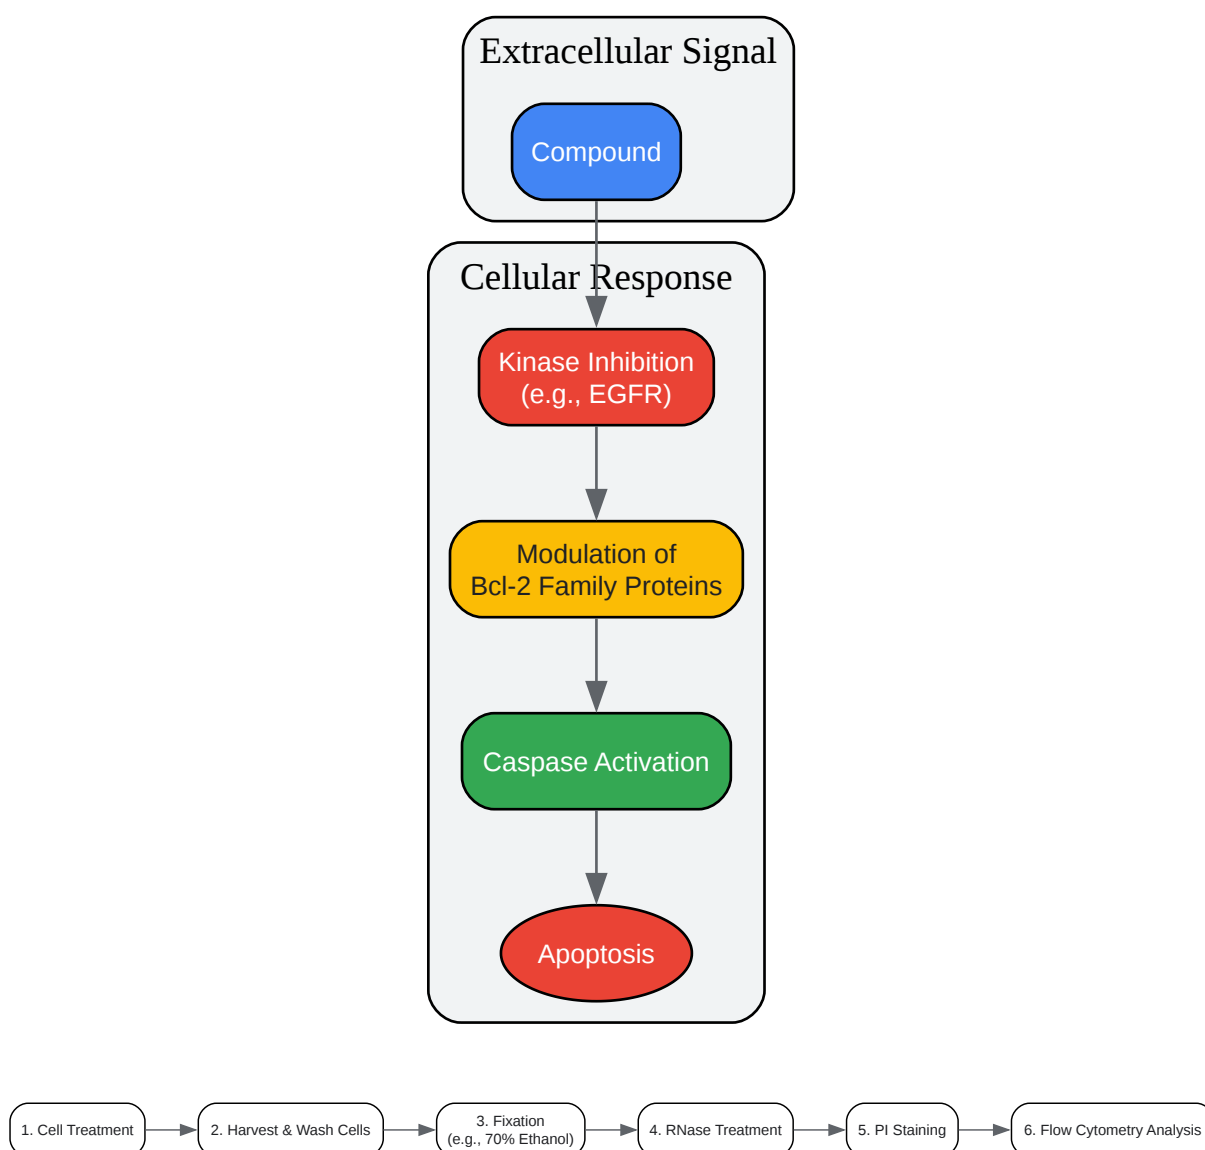 Extracellular Signal
Compound
Cellular Response
Kinase Inhibition
(e.g., EGFR)
Modulation of
Bcl-2 Family Proteins
Caspase Activation
Apoptosis
1. Cell Treatment
2. Harvest & Wash Cells
3. Fixation
(e.g., 70% Ethanol)
4. RNase Treatment
5. PI Staining
6. Flow Cytometry Analysis